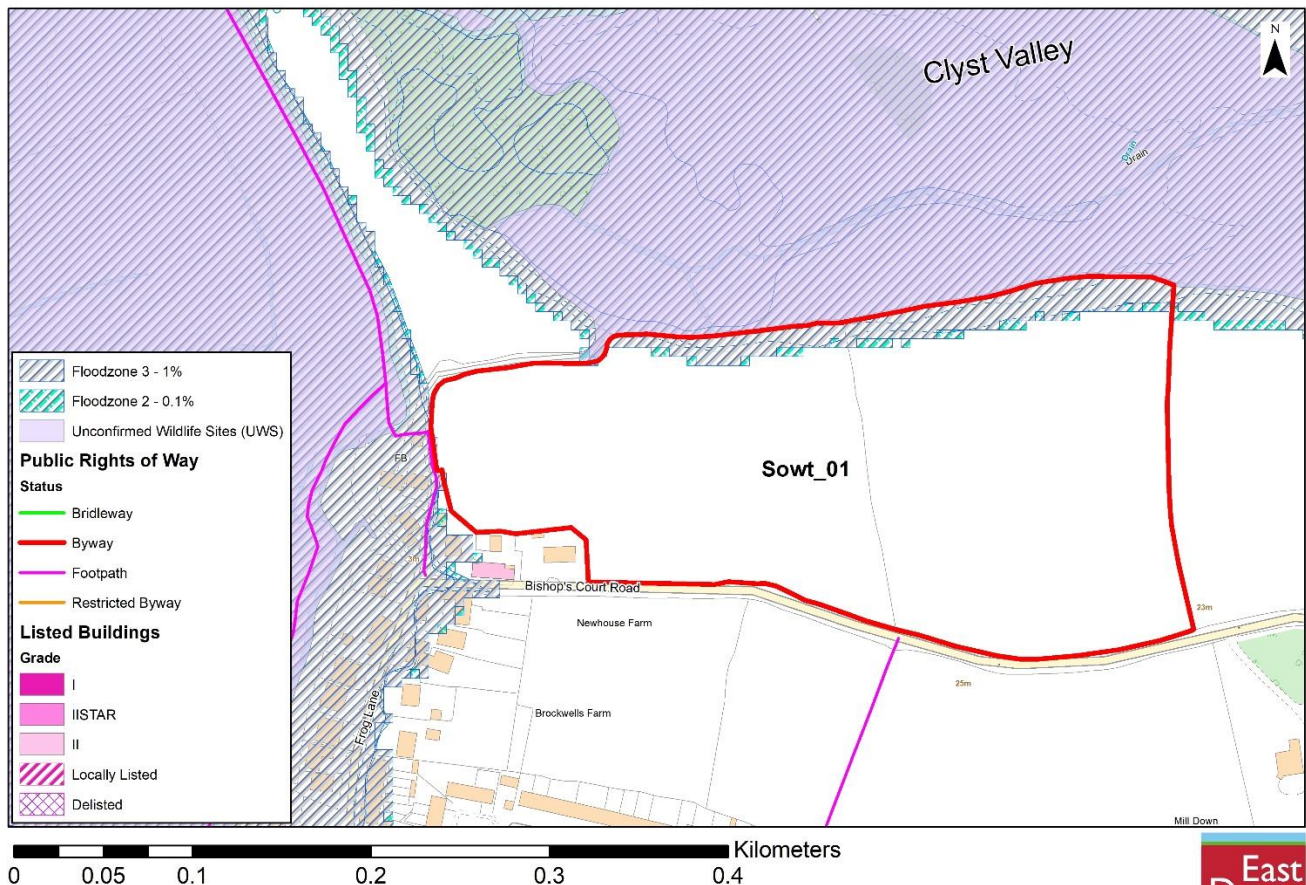 Clyst Valley
N
Drain
Drain
Floodzone 3 - 1%
Floodzone 2 - 0.1%
Unconfirmed Wildlife Sites (UWS)
Public Rights of Way
Status
Bridleway
Byway
Footpath
Restricted Byway
Listed Buildings
Grade
I
IISTAR
II
Locally Listed
Delisted
FB
Sowt_01
3m
Bishop's Court Road
Newhouse Farm
23m
25m
Brockwells Farm
Frog Lane
Mill Down
Kilometers
0
0.05
0.1
0.2
0.3
0.4
East